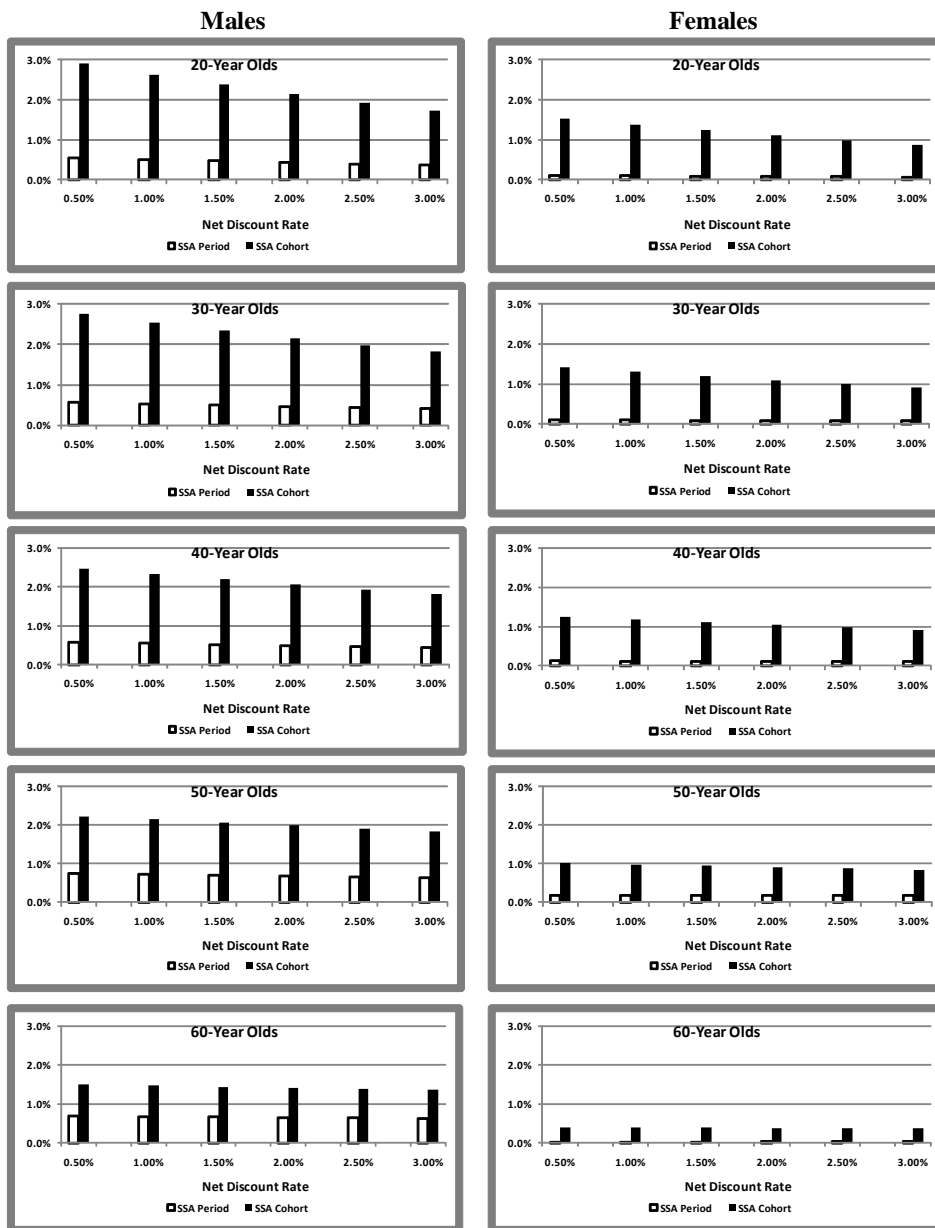 Males
Females
20-Year Olds
3.0%
2.0%
1.0%
0.0%
0.50% 1.00% 1.50% 2.00% 2.50% 3.00%
Net Discount Rate
SSA Period SSA Cohort
20-Year Olds
3.0%
2.0%
1.0%
0.0%
0.50% 1.00% 1.50% 2.00% 2.50% 3.00%
Net Discount Rate
SSA Period SSA Cohort
30-Year Olds
3.0%
2.0%
1.0%
0.0%
0.50% 1.00% 1.50% 2.00% 2.50% 3.00%
Net Discount Rate
SSA Period SSA Cohort
30-Year Olds
3.0%
2.0%
1.0%
0.0%
0.50% 1.00% 1.50% 2.00% 2.50% 3.00%
Net Discount Rate
SSA Period SSA Cohort
40-Year Olds
3.0%
2.0%
1.0%
0.0%
0.50% 1.00% 1.50% 2.00% 2.50% 3.00%
Net Discount Rate
SSA Period SSA Cohort
40-Year Olds
3.0%
2.0%
1.0%
0.0%
0.50% 1.00% 1.50% 2.00% 2.50% 3.00%
Net Discount Rate
SSA Period SSA Cohort
50-Year Olds
3.0%
2.0%
1.0%
0.0%
0.50% 1.00% 1.50% 2.00% 2.50% 3.00%
Net Discount Rate
SSA Period SSA Cohort
50-Year Olds
3.0%
2.0%
1.0%
0.0%
0.50% 1.00% 1.50% 2.00% 2.50% 3.00%
Net Discount Rate
SSA Period SSA Cohort
60-Year Olds
3.0%
2.0%
1.0%
0.0%
0.50% 1.00% 1.50% 2.00% 2.50% 3.00%
Net Discount Rate
SSA Period SSA Cohort
60-Year Olds
3.0%
2.0%
1.0%
0.0%
0.50% 1.00% 1.50% 2.00% 2.50% 3.00%
Net Discount Rate
SSA Period SSA Cohort